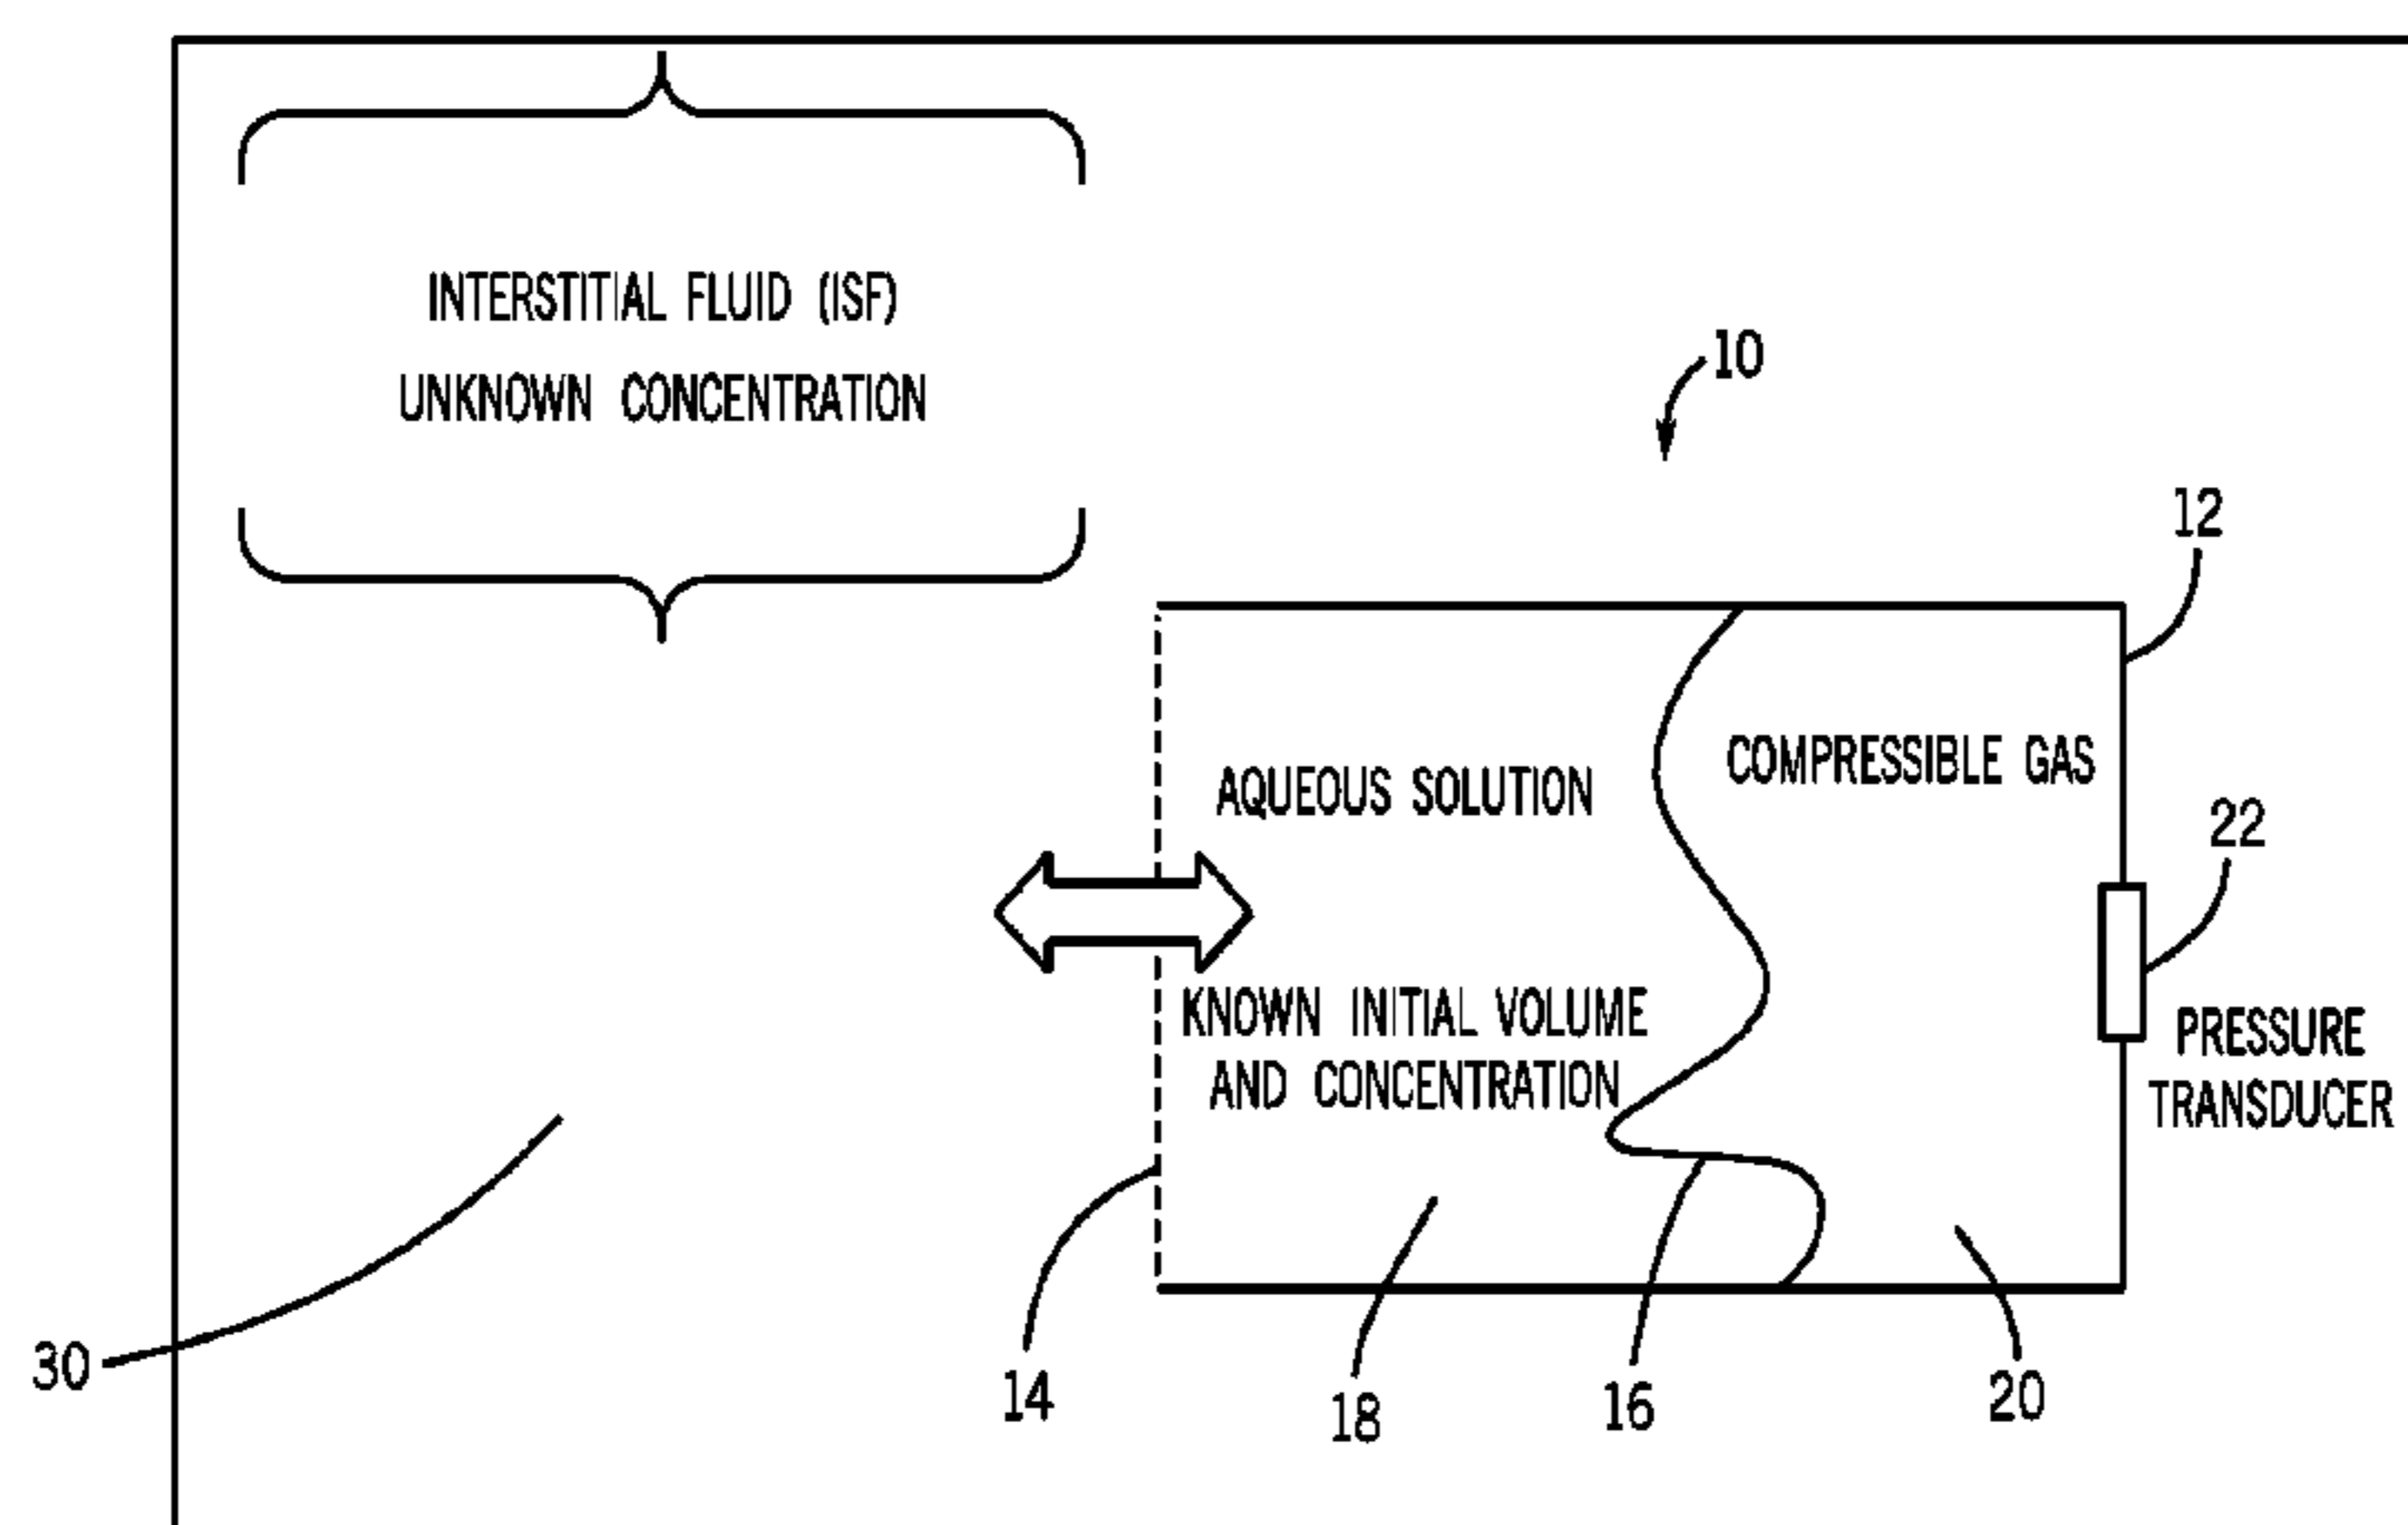 INTERSTITIAL FLUID (ISF)
UNKNOWN CONCENTRATION
10
12
COMPRESSIBLE GAS
AQUEOUS SOLUTION
22
KNOWN INITIAL VOLUME
AND CONCENTRATION
PRESSURE
TRANSDUCER
30
14
18
16
20